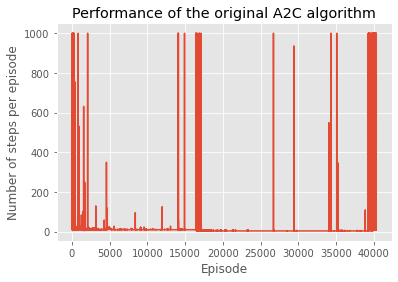 Performance of the original A2C algorithm
Number of steps per episode
1000
800
600
400
200
0
0 5000 10000 15000 20000 25000 30000 35000 40000
Episode